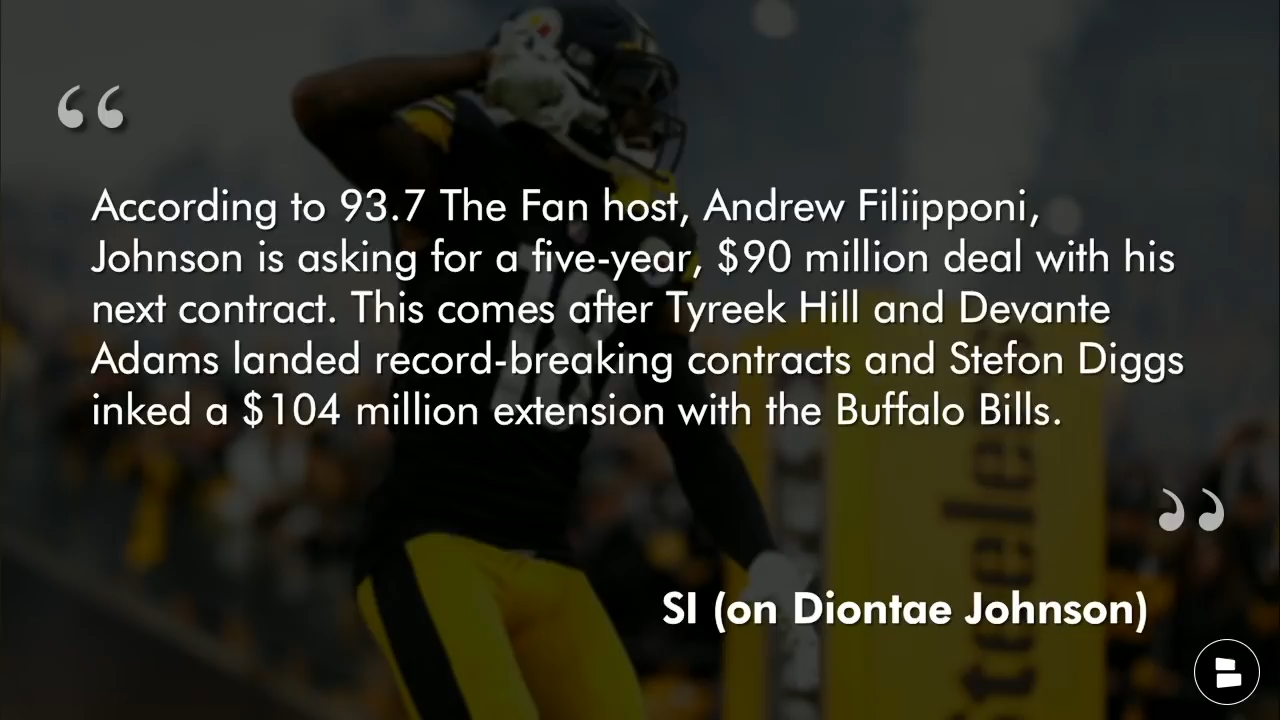 “
According to 93.7 The Fan host, Andrew Filiipponi,
Johnson is asking for a five-year, $90 million deal with his
next contract. This comes after Tyreek Hill and Devante
Adams landed record-breaking contracts and Stefon Diggs
inked a $104 million extension with the Buffalo Bills.
”
SI (on Diontae Johnson)
18
Steelers